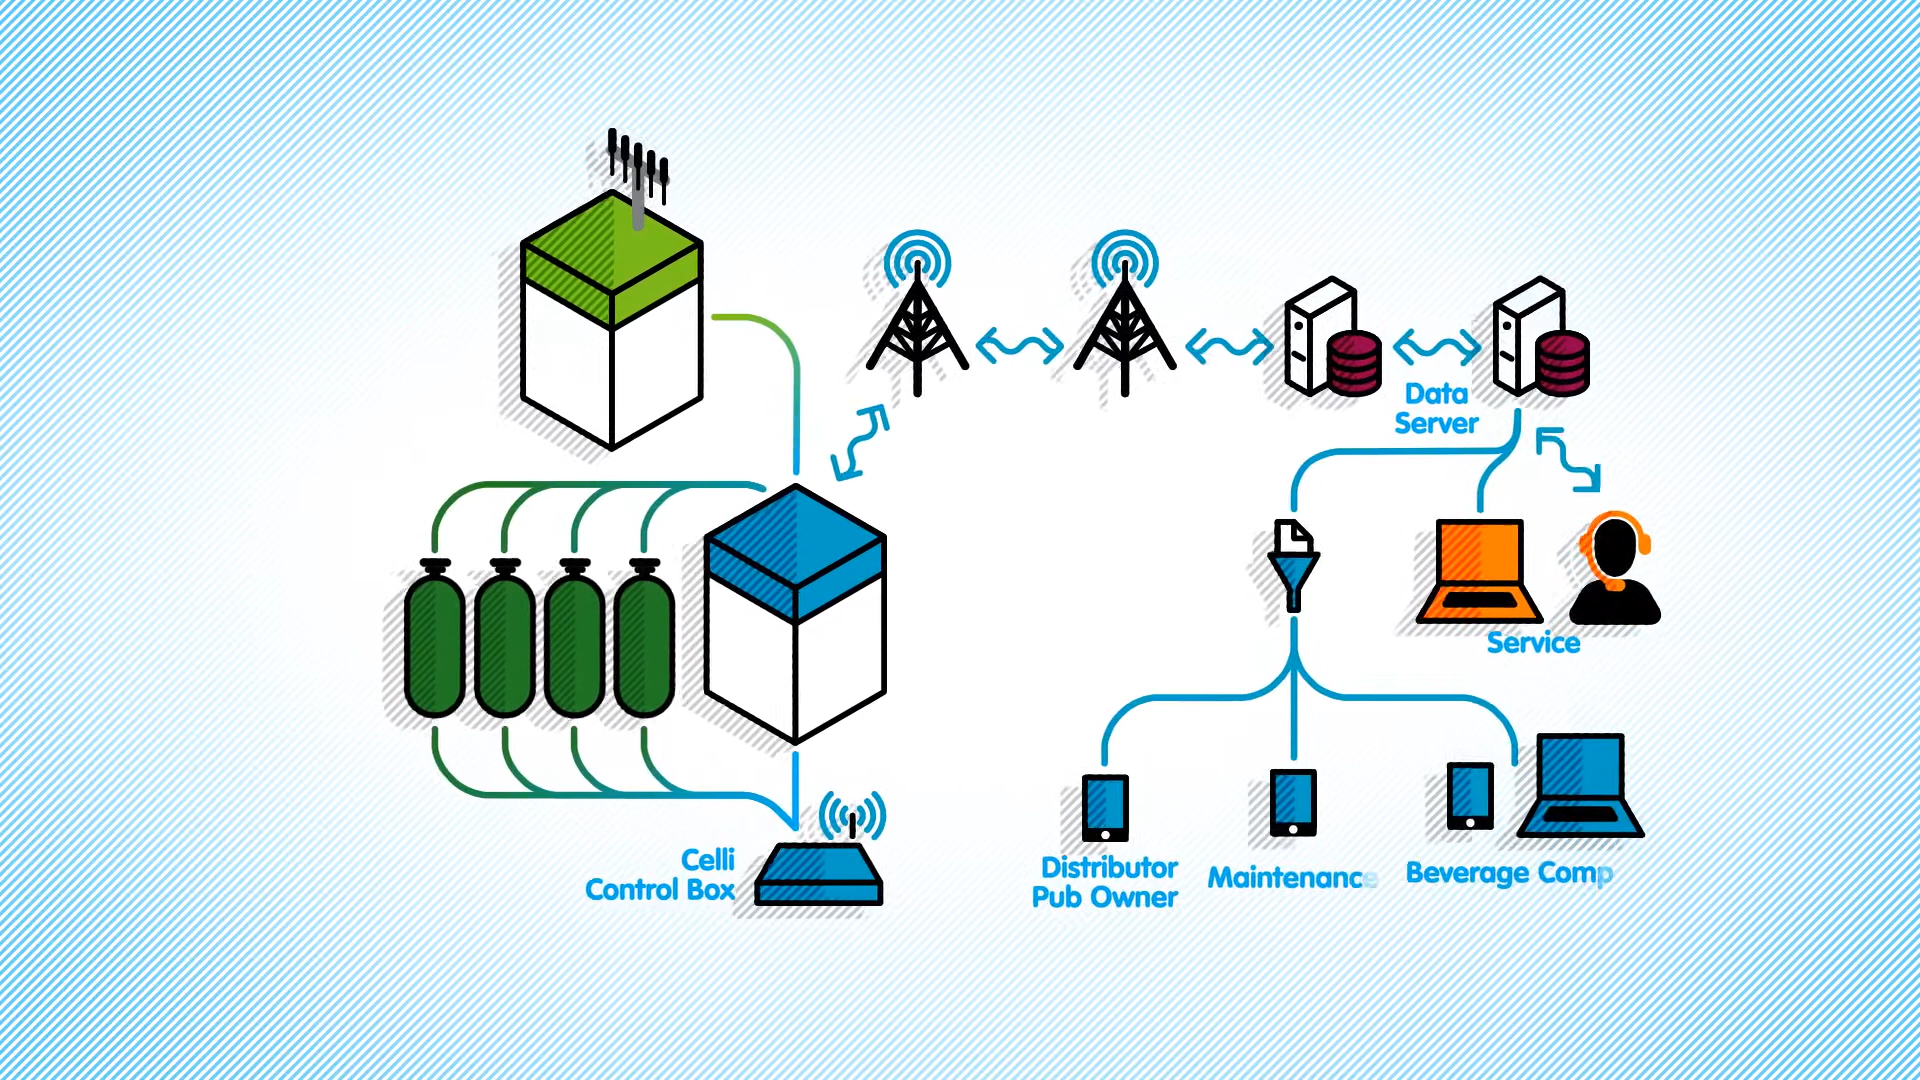 Data
Server
Service
Celli
Control Box
Distributor
Pub Owner
Maintenance
Beverage Comp